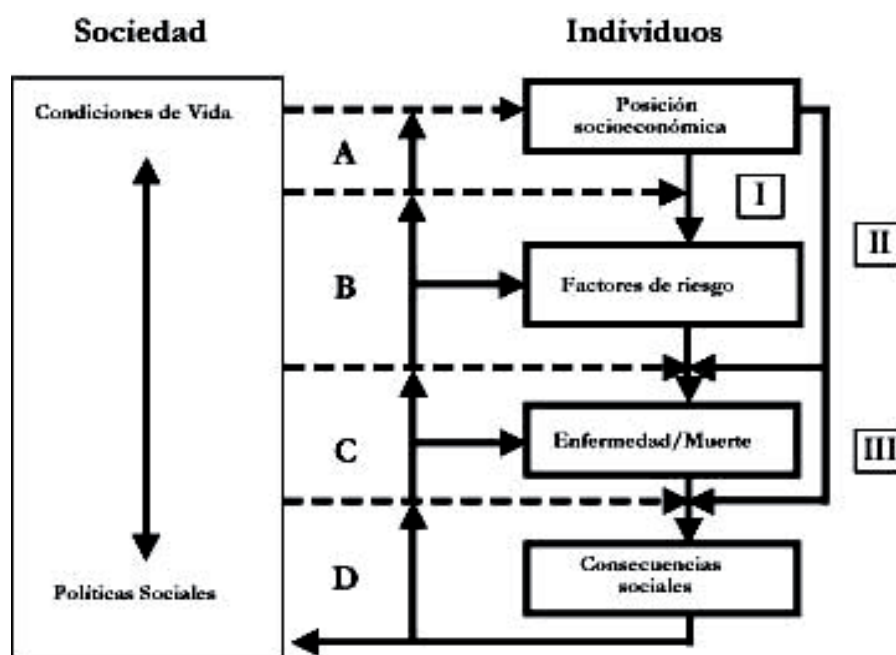 Sociedad
Individuos
Condiciones de Vida
Posición
socioeconómica
A
I
II
B
Factores de riesgo
C
Enfermedad/Muerte
III
D
Consecuencias
sociales
Políticas Sociales